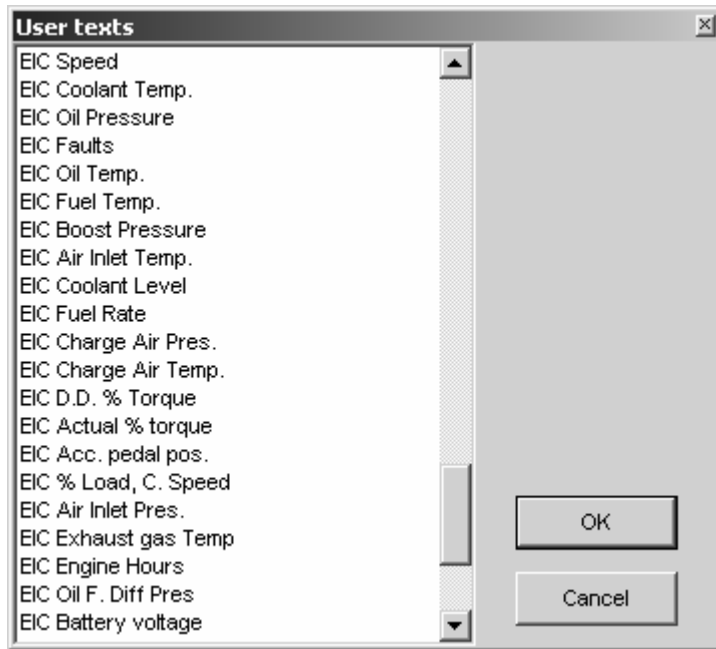 User texts
EIC Speed
EIC Coolant Temp.
EIC Oil Pressure
EIC Faults
EIC Oil Temp.
EIC Fuel Temp.
EIC Boost Pressure
EIC Air Inlet Temp.
EIC Coolant Level
EIC Fuel Rate
EIC Charge Air Pres.
EIC Charge Air Temp.
EIC D.D. % Torque
EIC Actual % torque
EIC Acc. pedal pos.
EIC % Load, C. Speed
EIC Air Inlet Pres.
EIC Exhaust gas Temp
EIC Engine Hours
EIC Oil F. Diff Pres
EIC Battery voltage
OK
Cancel